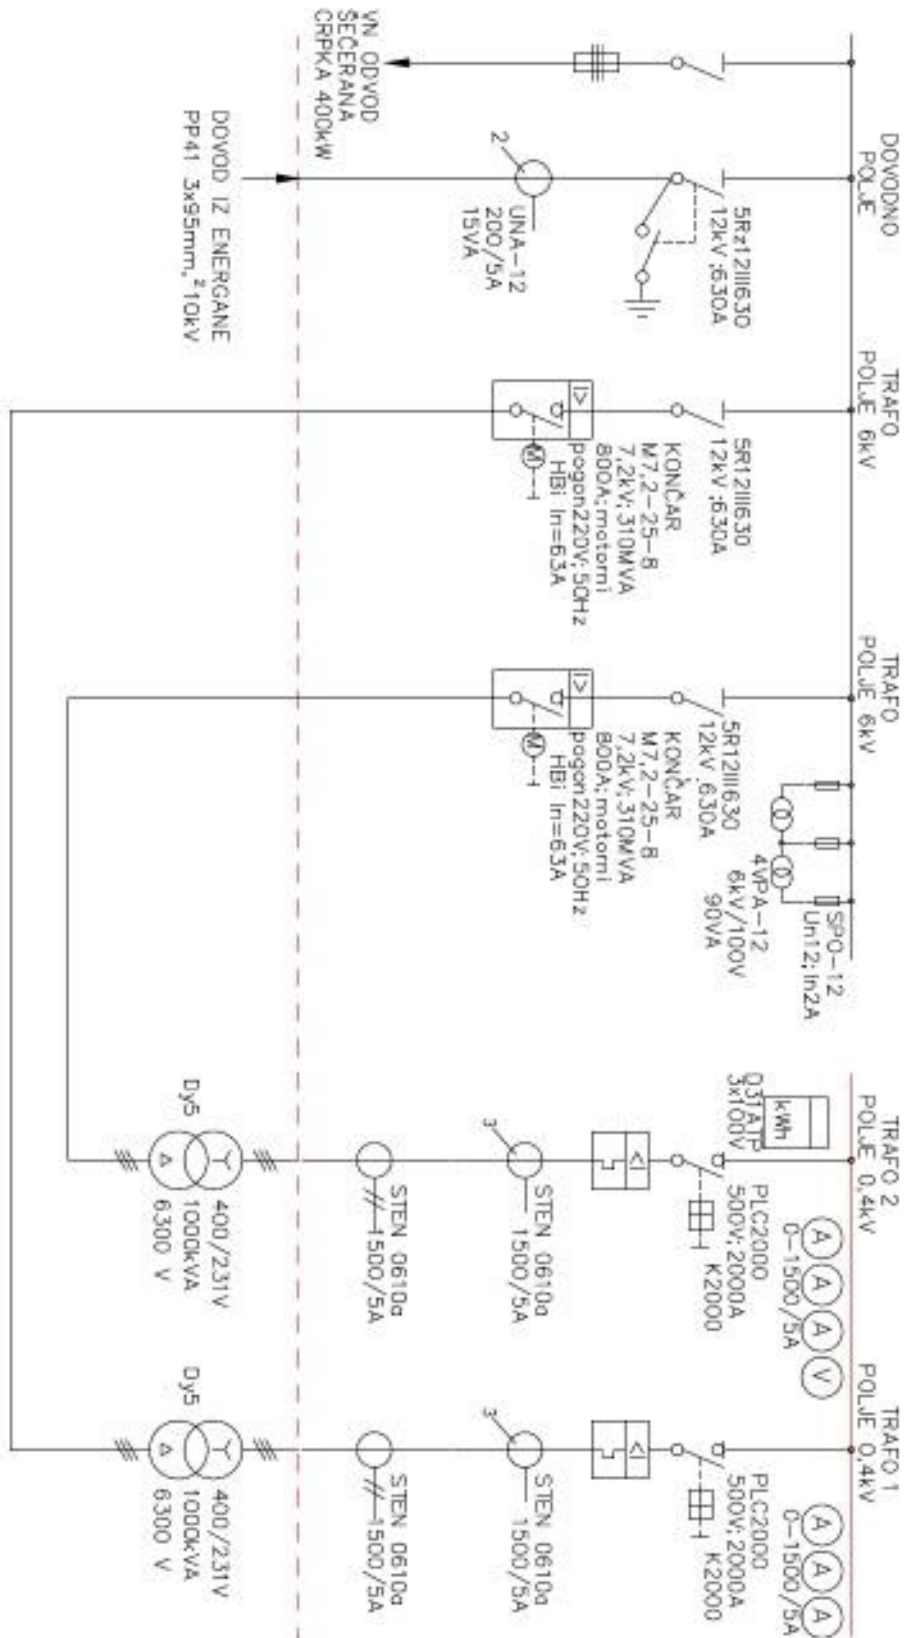 VN ODVOD
ŠEĆERANA
CRPKA 400kW
DOVODNO
POLJE
5Rz12III630
12kV;630A
2
UNA-12
200/5A
15VA
DOVOD IZ ENERGANE
PP41 3x95mm,² 10kV
TRAFO
POLJE 6kV
5R12III630
12kV;630A
KONČAR
M7,2-25-8
7,2kV;310MVA
800A;motorni
pogon220V;50Hz
HBi In=63A
I>
M
TRAFO
POLJE 6kV
5R12III630
12kV;630A
KONČAR
M7,2-25-8
7,2kV;310MVA
800A;motorni
pogon220V;50Hz
HBi In=63A
I>
M
SPO-12
Un12;In2A
4VPA-12
6kV/100V
90VA
TRAFO 2
POLJE 0,4kV
kWh
3x100V
A A A V
0-1500/5A
PLC2000
500V;2000A
K2000
I>
3
STEN 0610a
1500/5A
STEN 0610a
1500/5A
Dy5
400/231V
1000kVA
6300 V
TRAFO 1
POLJE 0,4kV
A A A
0-1500/5A
PLC2000
500V;2000A
K2000
I>
3
STEN 0610a
1500/5A
STEN 0610a
1500/5A
Dy5
400/231V
1000kVA
6300 V